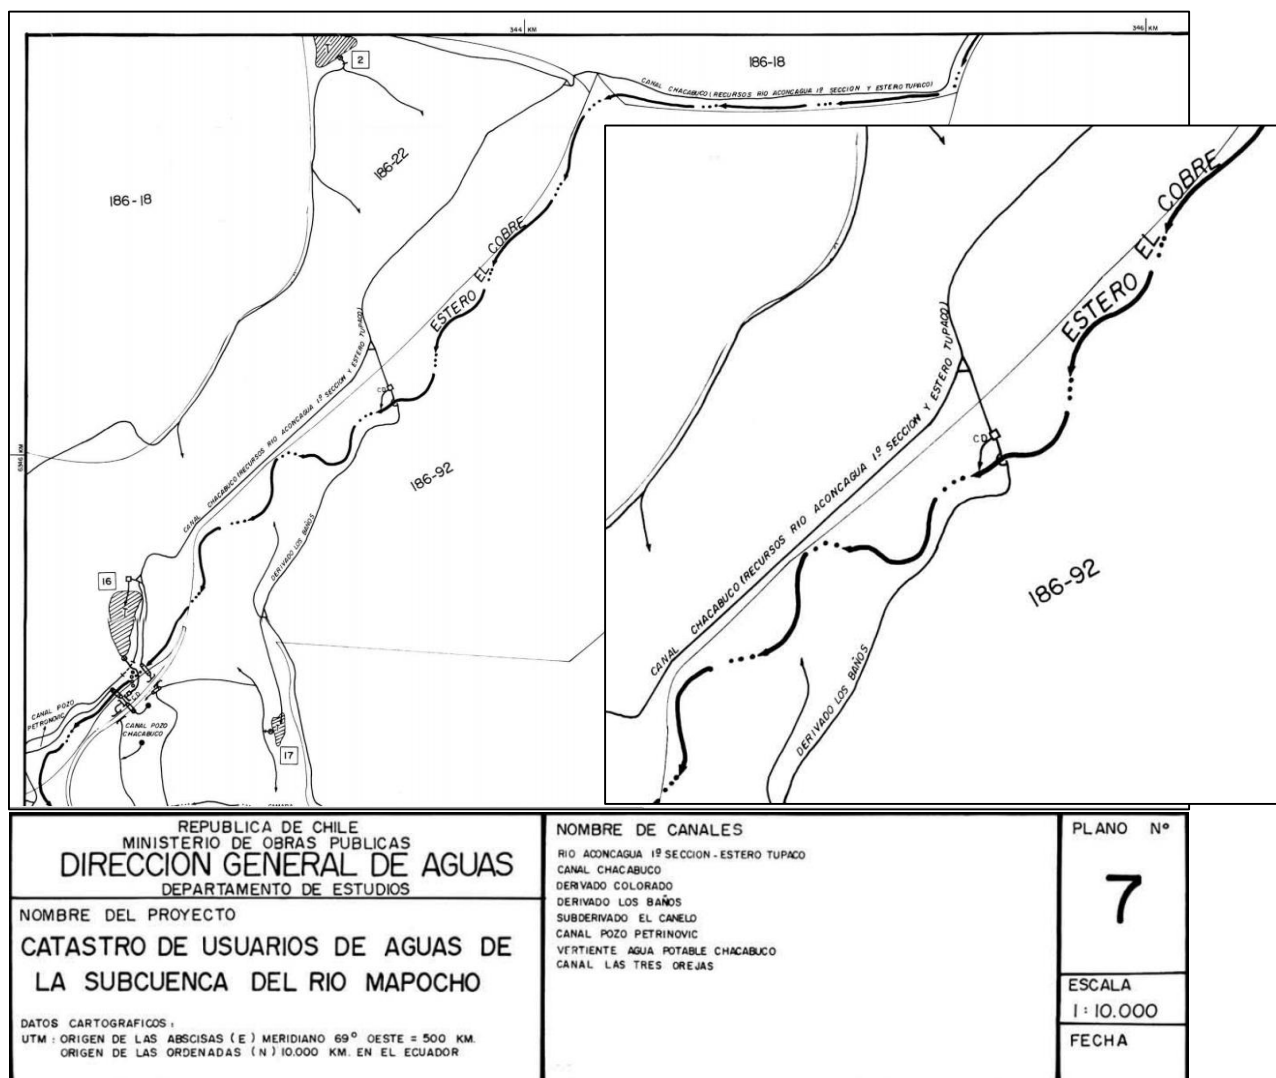 344 KM
346 KM
2
186-18
CANAL CHACABUCO (RECURSOS RIO ACONCAGUA 1º SECCION Y ESTERO TUPACO)
186-22
186-18
ESTERO EL COBRE
CANAL CHACABUCO (RECURSOS RIO ACONCAGUA 1º SECCION Y ESTERO TUPACO)
CD
6346 KM
186-92
DERIVADO LOS BAÑOS
16
CANAL POZO
PETRONOVIC
CANAL POZO
CHACABUCO
17
ESTERO EL COBRE
CANAL CHACABUCO (RECURSOS RIO ACONCAGUA 1º SECCION Y ESTERO TUPACO)
CD
186-92
DERIVADO LOS BAÑOS
REPUBLICA DE CHILE
MINISTERIO DE OBRAS PUBLICAS
DIRECCION GENERAL DE AGUAS
DEPARTAMENTO DE ESTUDIOS
NOMBRE DEL PROYECTO
CATASTRO DE USUARIOS DE AGUAS DE
LA SUBCUENCA DEL RIO MAPOCHO
DATOS CARTOGRAFICOS :
UTM : ORIGEN DE LAS ABSCISAS (E) MERIDIANO 69º OESTE = 500 KM.
ORIGEN DE LAS ORDENADAS (N) 10.000 KM. EN EL ECUADOR
NOMBRE DE CANALES
RIO ACONCAGUA 1º SECCION - ESTERO TUPACO
CANAL CHACABUCO
DERIVADO COLORADO
DERIVADO LOS BAÑOS
SUBDERIVADO EL CANELO
CANAL POZO PETRINOVIC
VERTIENTE AGUA POTABLE CHACABUCO
CANAL LAS TRES OREJAS
PLANO Nº
7
ESCALA
1 : 10.000
FECHA